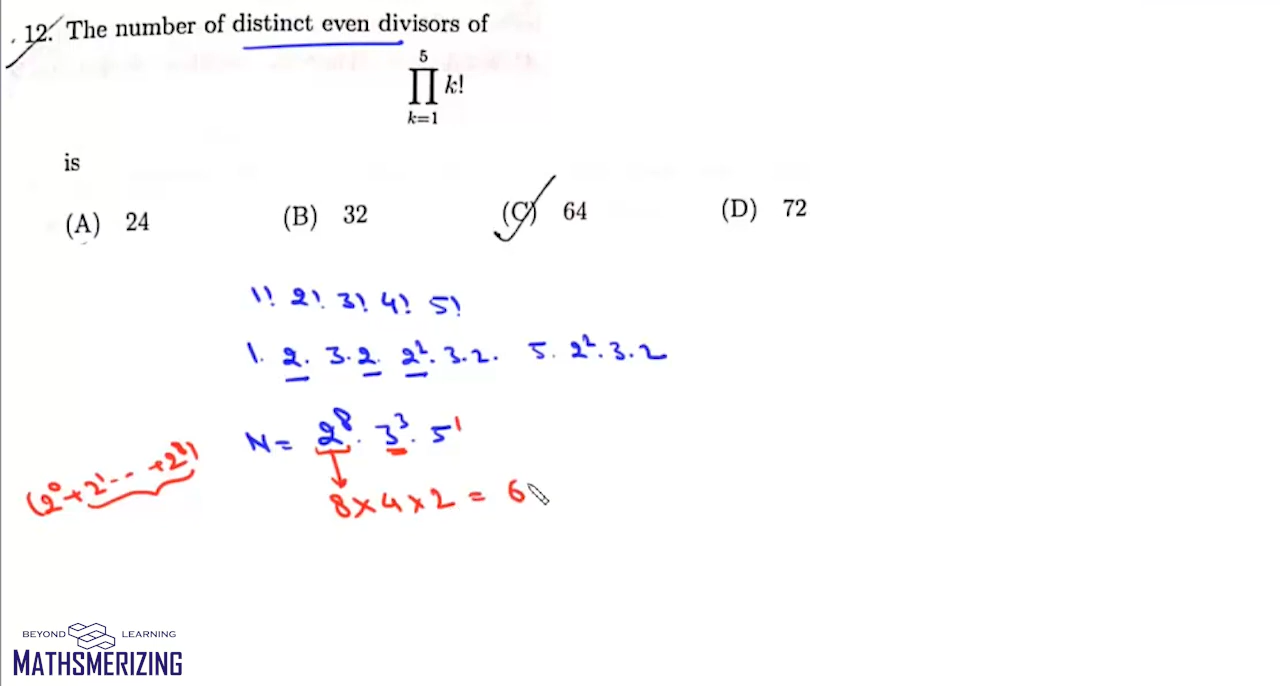 . 12. The number of distinct even divisors of
5
∏ k!
k=1
is
(A) 24 (B) 32 (C) 64 (D) 72
1! 2! 3! 4! 5!
1. 2. 3.2. 2². 3.2. 5. 2². 3.2
N = 2⁸. 3³. 5¹
(2⁰+2¹... +2⁸)
8×4×2 = 6
BEYOND LEARNING
MATHSMERIZING